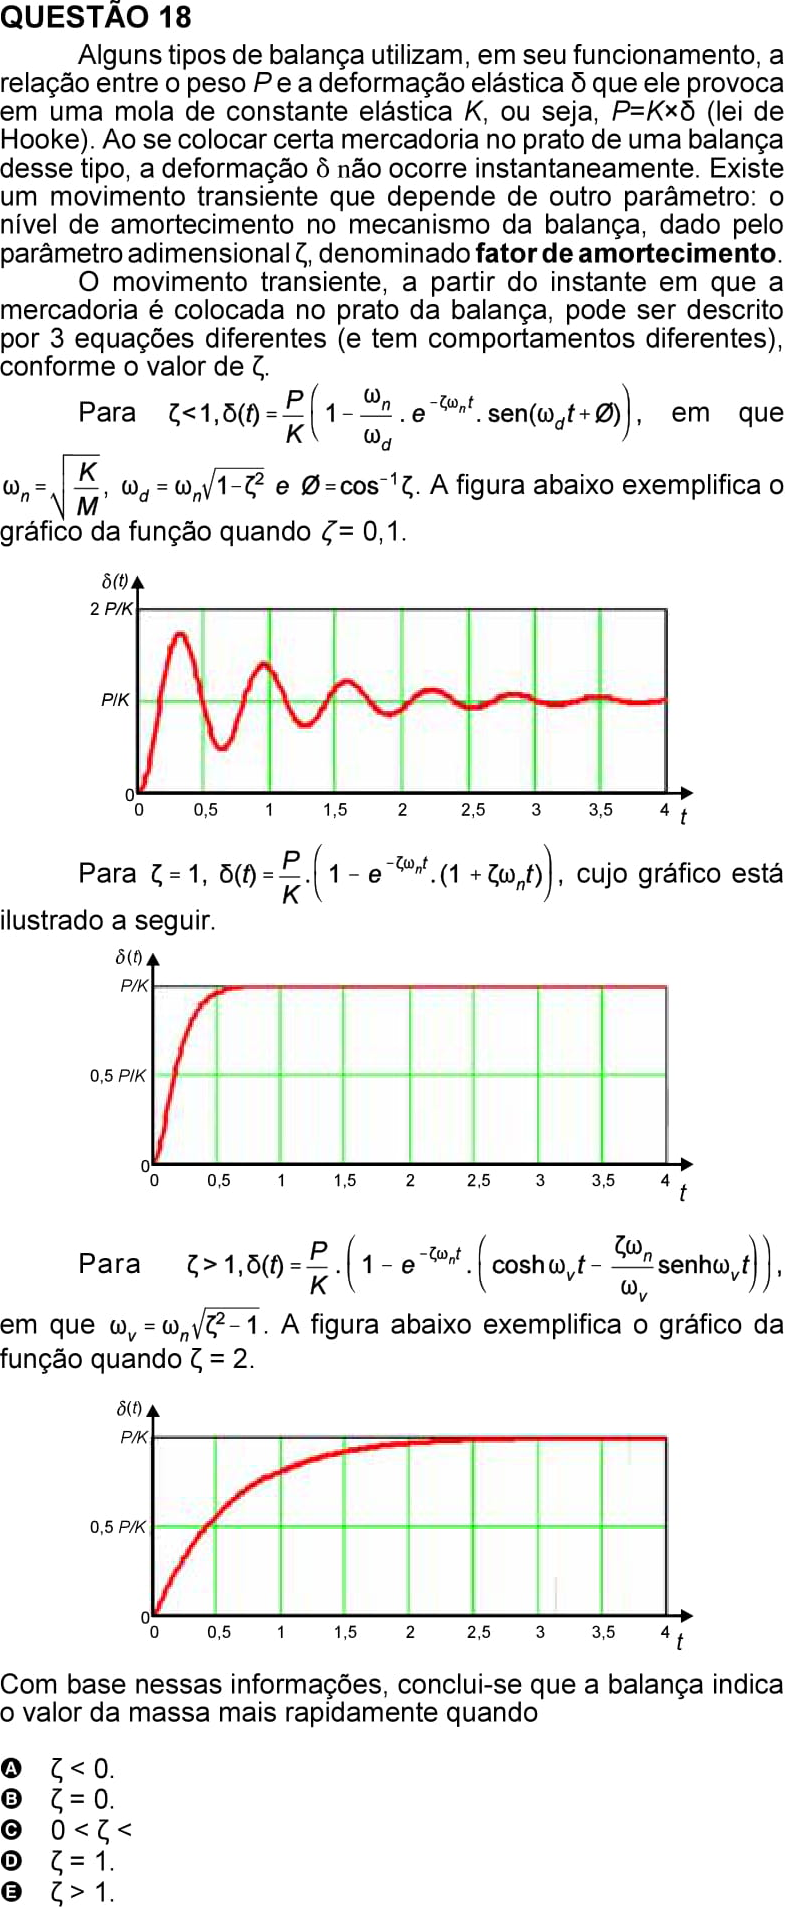 QUESTÃO 18
Alguns tipos de balança utilizam, em seu funcionamento, a
relação entre o peso P e a deformação elástica δ que ele provoca
em uma mola de constante elástica K, ou seja, P=K×δ (lei de
Hooke). Ao se colocar certa mercadoria no prato de uma balança
desse tipo, a deformação δ não ocorre instantaneamente. Existe
um movimento transiente que depende de outro parâmetro: o
nível de amortecimento no mecanismo da balança, dado pelo
parâmetro adimensional ζ, denominado fator de amortecimento.
O movimento transiente, a partir do instante em que a
mercadoria é colocada no prato da balança, pode ser descrito
por 3 equações diferentes (e tem comportamentos diferentes),
conforme o valor de ζ.
Para ζ<1, δ(t) = P/K ( 1 − ωn/ωd . e^−ζωnt . sen(ωdt + Ø) ), em que
ωn = √(K/M), ωd = ωn√(1−ζ²) e Ø = cos⁻¹ζ. A figura abaixo exemplifica o
gráfico da função quando ζ = 0,1.
δ(t)
2 P/K
P/K
0
0 0,5 1 1,5 2 2,5 3 3,5 4 t
Para ζ = 1, δ(t) = P/K . ( 1 − e^−ζωnt . (1 + ζωnt) ), cujo gráfico está
ilustrado a seguir.
δ(t)
P/K
0,5 P/K
0
0 0,5 1 1,5 2 2,5 3 3,5 4 t
Para ζ > 1, δ(t) = P/K . ( 1 − e^−ζωnt . ( cosh ωvt − ζωn/ωv senhωvt ) ),
em que ωv = ωn√(ζ² − 1). A figura abaixo exemplifica o gráfico da
função quando ζ = 2.
δ(t)
P/K
0,5 P/K
0
0 0,5 1 1,5 2 2,5 3 3,5 4 t
Com base nessas informações, conclui-se que a balança indica
o valor da massa mais rapidamente quando
A ζ < 0.
B ζ = 0.
C 0 < ζ <
D ζ = 1.
E ζ > 1.